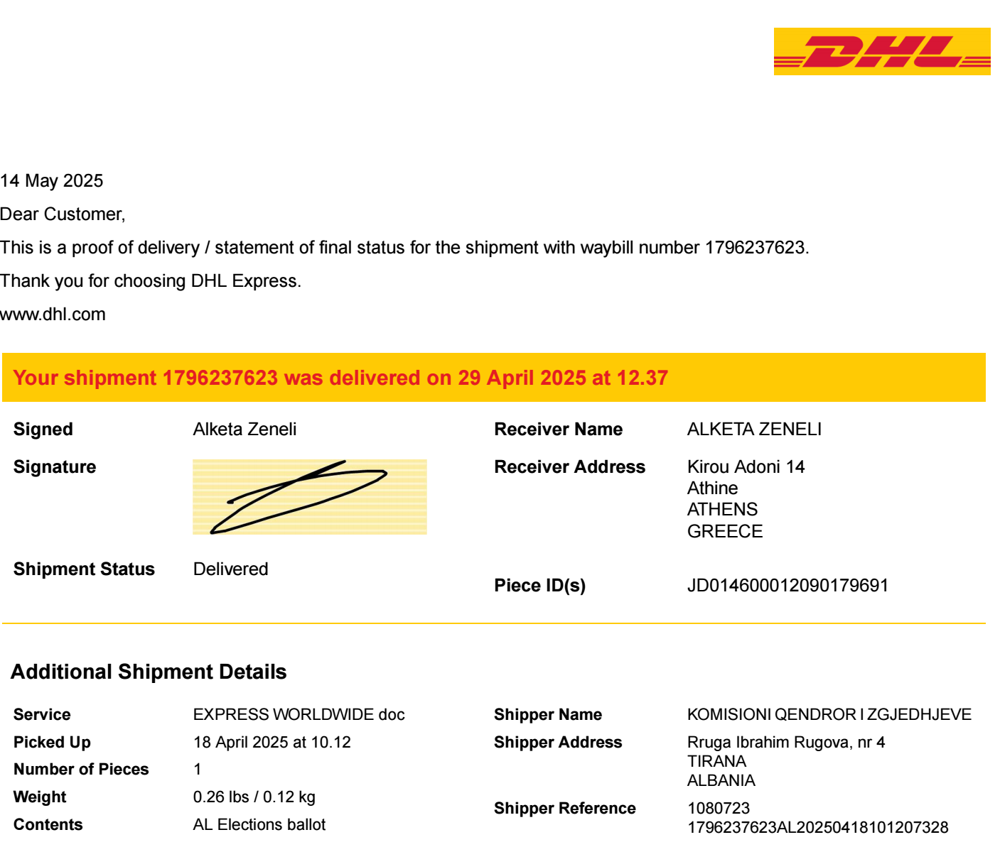 DHL
14 May 2025
Dear Customer,
This is a proof of delivery / statement of final status for the shipment with waybill number 1796237623.
Thank you for choosing DHL Express.
www.dhl.com
Your shipment 1796237623 was delivered on 29 April 2025 at 12.37
Signed Alketa Zeneli
Signature
Shipment Status Delivered
Receiver Name ALKETA ZENELI
Receiver Address Kirou Adoni 14
Athine
ATHENS
GREECE
Piece ID(s) JD014600012090179691
Additional Shipment Details
Service EXPRESS WORLDWIDE doc
Picked Up 18 April 2025 at 10.12
Number of Pieces 1
Weight 0.26 lbs / 0.12 kg
Contents AL Elections ballot
Shipper Name KOMISIONI QENDROR I ZGJEDHJEVE
Shipper Address Rruga Ibrahim Rugova, nr 4
TIRANA
ALBANIA
Shipper Reference 1080723
1796237623AL20250418101207328